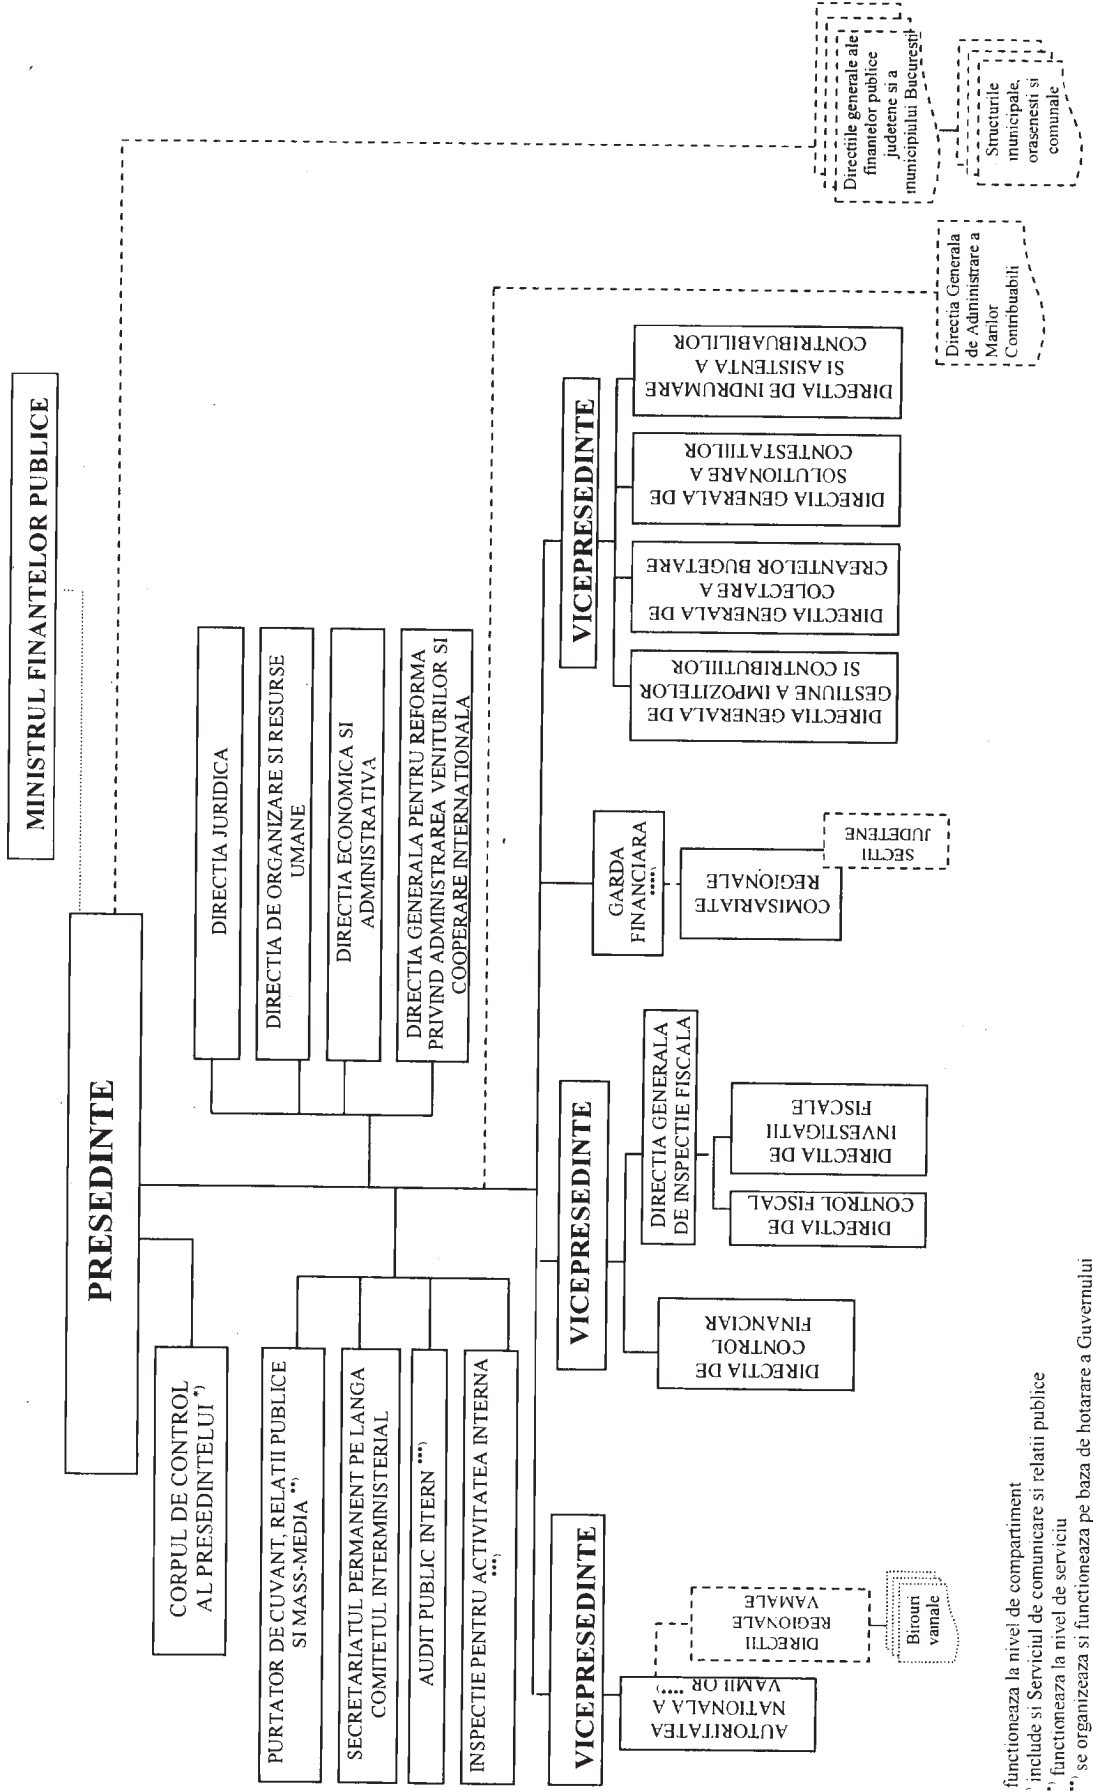 MINISTRUL FINANTELOR PUBLICE
PRESEDINTE
CORPUL DE CONTROL
AL PRESEDINTELUI *)
PURTATOR DE CUVANT, RELATII PUBLICE
SI MASS-MEDIA **)
SECRETARIATUL PERMANENT PE LANGA
COMITETUL INTERMINISTERIAL
AUDIT PUBLIC INTERN ***)
INSPECTIE PENTRU ACTIVITATEA INTERNA
***)
DIRECTIA JURIDICA
DIRECTIA DE ORGANIZARE SI RESURSE
UMANE
DIRECTIA ECONOMICA SI
ADMINISTRATIVA
DIRECTIA GENERALA PENTRU REFORMA
PRIVIND ADMINISTRAREA VENITURILOR SI
COOPERARE INTERNATIONALA
VICEPRESEDINTE
AUTORITATEA
NATIONALA A
VAMILOR ****)
DIRECTII
REGIONALE
VAMALE
Birouri
vamale
VICEPRESEDINTE
DIRECTIA DE
CONTROL
FINANCIAR
DIRECTIA GENERALA
DE INSPECTIE FISCALA
DIRECTIA DE
CONTROL FISCAL
DIRECTIA DE
INVESTIGATII
FISCALE
GARDA
FINANCIARA
****)
COMISARIATE
REGIONALE
SECTII
JUDETENE
VICEPRESEDINTE
DIRECTIA GENERALA DE
GESTIUNE A IMPOZITELOR
SI CONTRIBUTIILOR
DIRECTIA GENERALA DE
COLECTARE A
CREANTELOR BUGETARE
DIRECTIA GENERALA DE
SOLUTIONARE A
CONTESTATIILOR
DIRECTIA DE INDRUMARE
SI ASISTENTA A
CONTRIBUABILILOR
Directia Generala
de Administrare a
Marilor
Contribuabili
Directiile generale ale
finantelor publice
judetene si a
municipiului Bucuresti
Structurile
municipale,
orasenesti si
comunale
functioneaza la nivel de compartiment
include si Serviciul de comunicare si relatii publice
functioneaza la nivel de serviciu
se organizeaza si functioneaza pe baza de hotarare a Guvernului